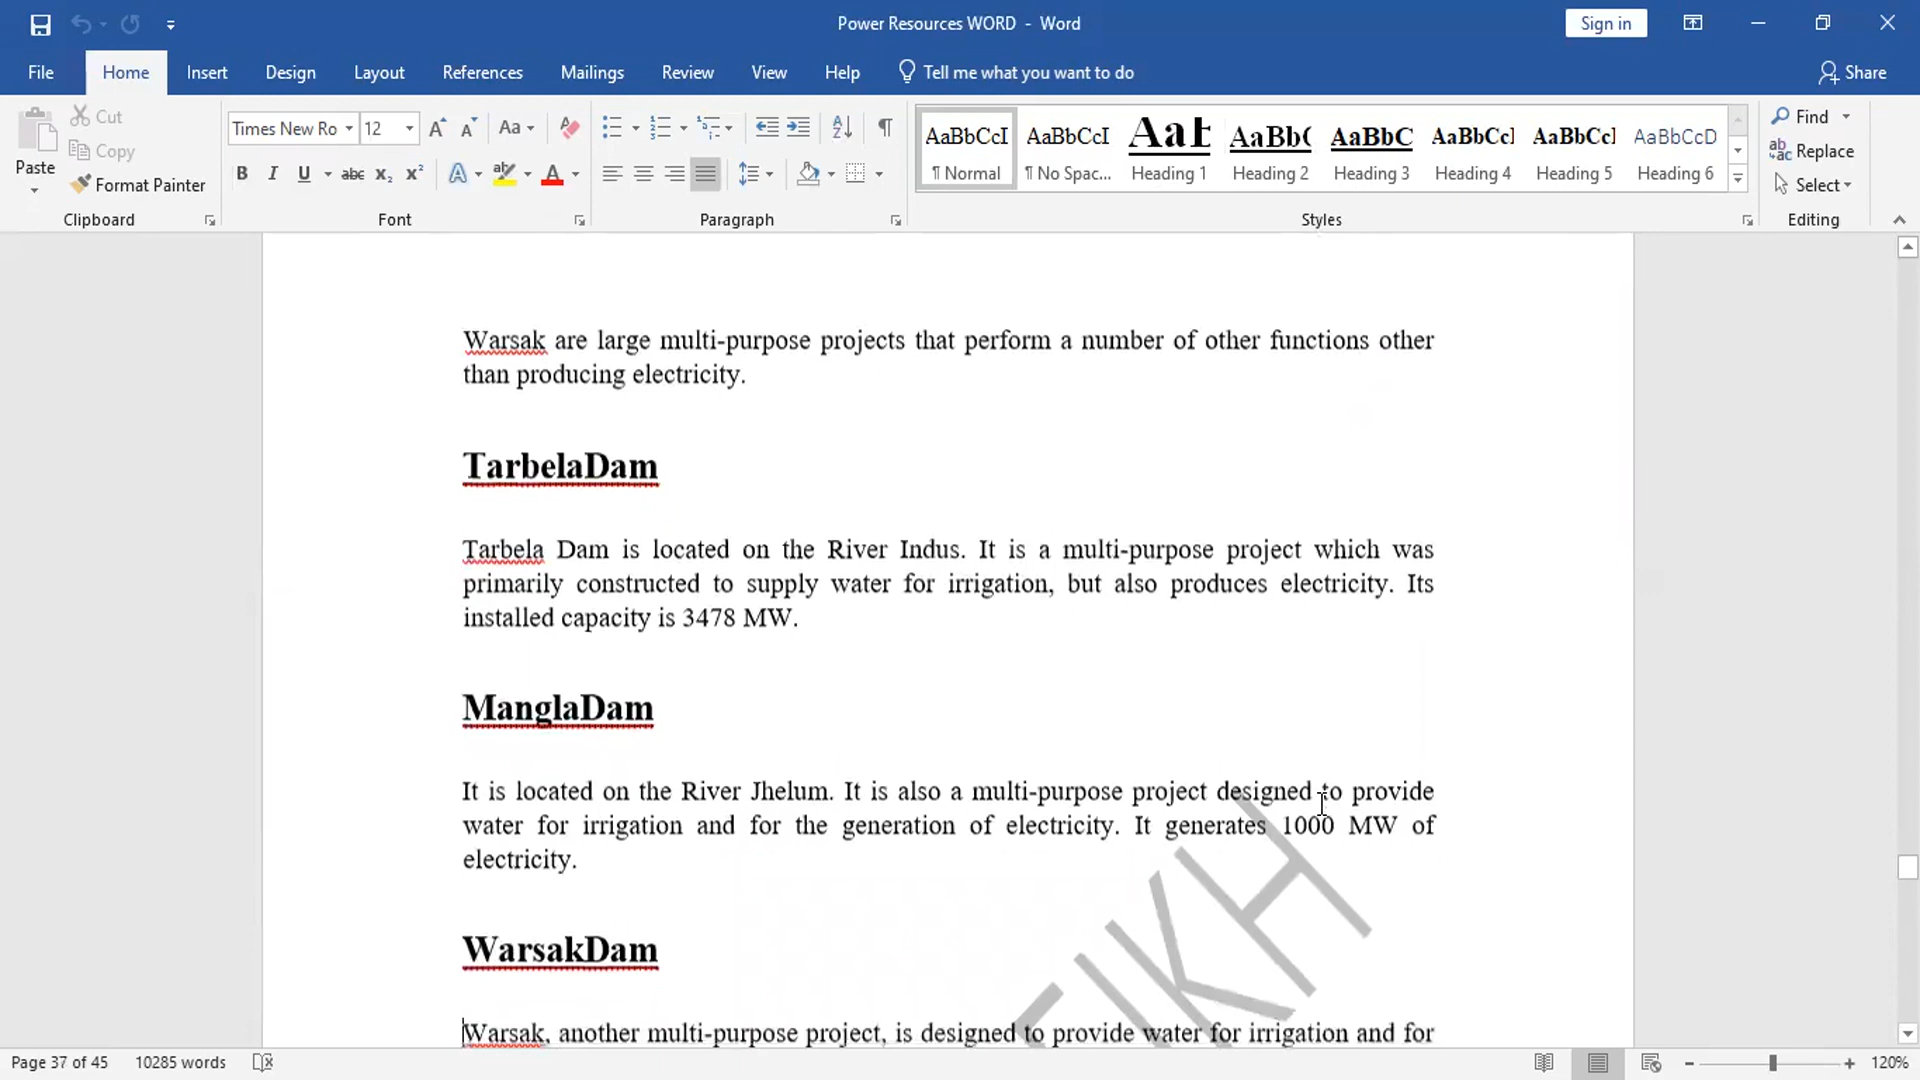 Power Resources WORD - Word
Sign in
File Home Insert Design Layout References Mailings Review View Help Tell me what you want to do Share
Paste
Cut
Copy
Format Painter
Clipboard
Times New Ro 12 Aa
B I U abc x₂ x² A ab A
Font
Paragraph
AaBbCcI AaBbCcI AaB AaBbC AaBbC AaBbCcI AaBbCcI AaBbCcD
¶ Normal ¶ No Spac... Heading 1 Heading 2 Heading 3 Heading 4 Heading 5 Heading 6
Styles
Find
Replace
Select
Editing
Warsak are large multi-purpose projects that perform a number of other functions other
than producing electricity.
TarbelaDam
Tarbela Dam is located on the River Indus. It is a multi-purpose project which was
primarily constructed to supply water for irrigation, but also produces electricity. Its
installed capacity is 3478 MW.
ManglaDam
It is located on the River Jhelum. It is also a multi-purpose project designed to provide
water for irrigation and for the generation of electricity. It generates 1000 MW of
electricity.
WarsakDam
Warsak, another multi-purpose project, is designed to provide water for irrigation and for
Page 37 of 45 10285 words 120%